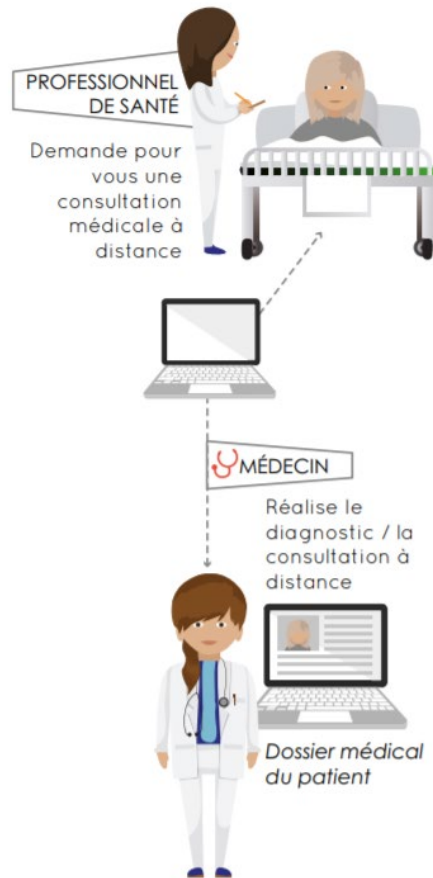 PROFESSIONNEL
DE SANTÉ
Demande pour
vous une
consultation
médicale à
distance
MÉDECIN
Réalise le
diagnostic / la
consultation à
distance
Dossier médical
du patient